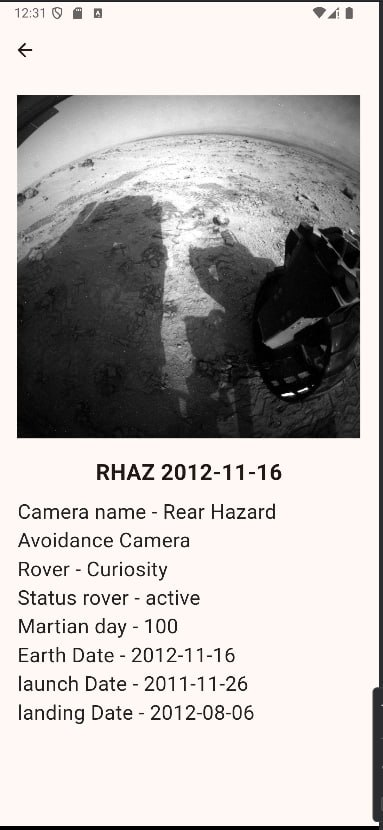 12:31
RHAZ 2012-11-16
Camera name - Rear Hazard
Avoidance Camera
Rover - Curiosity
Status rover - active
Martian day - 100
Earth Date - 2012-11-16
launch Date - 2011-11-26
landing Date - 2012-08-06